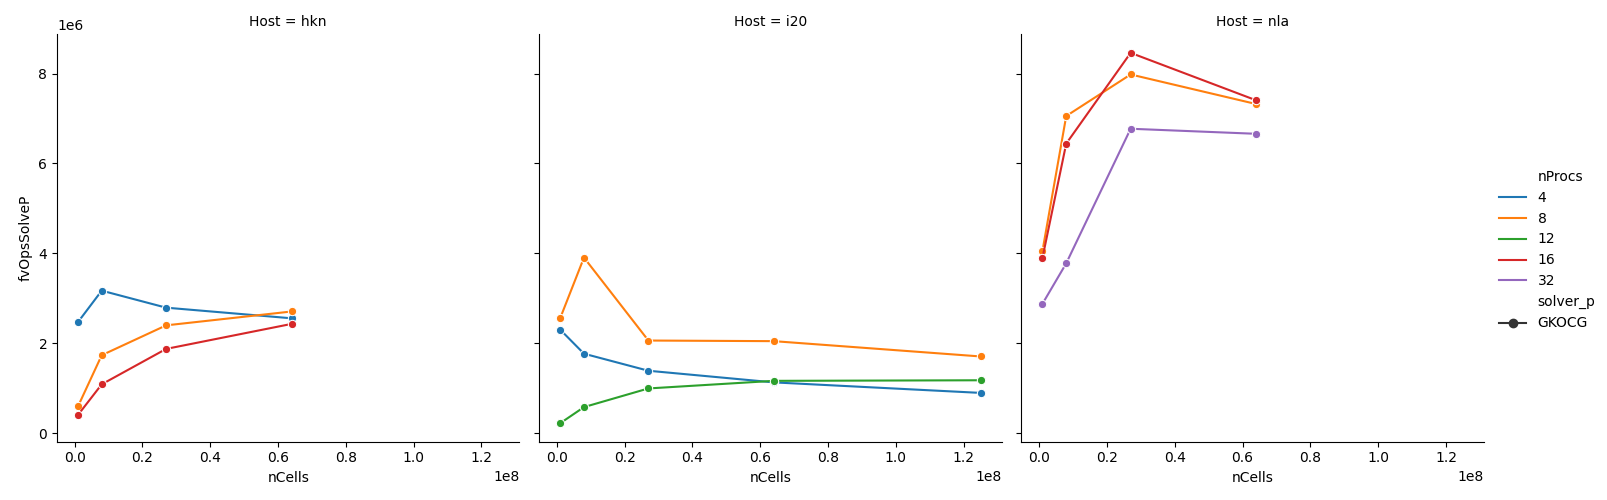 Host = hkn
Host = i20
Host = nla
1e6
8
6
4
2
0
fvOpsSolveP
0.0 0.2 0.4 0.6 0.8 1.0 1.2
1e8
nCells
0.0 0.2 0.4 0.6 0.8 1.0 1.2
1e8
nCells
0.0 0.2 0.4 0.6 0.8 1.0 1.2
1e8
nCells
nProcs
4
8
12
16
32
solver_p
GKOCG